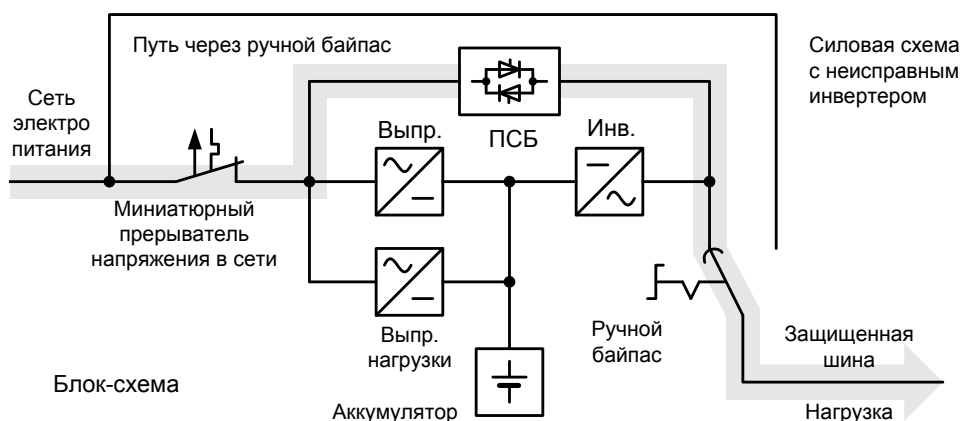 Путь через ручной байпас
Силовая схема
с неисправным
инвертером
Сеть
электро
питания
Выпр.
ПСБ
Инв.
Миниатюрный
прерыватель
напряжения в сети
Выпр.
нагрузки
Ручной
байпас
Защищенная
шина
Блок-схема
Аккумулятор
Нагрузка